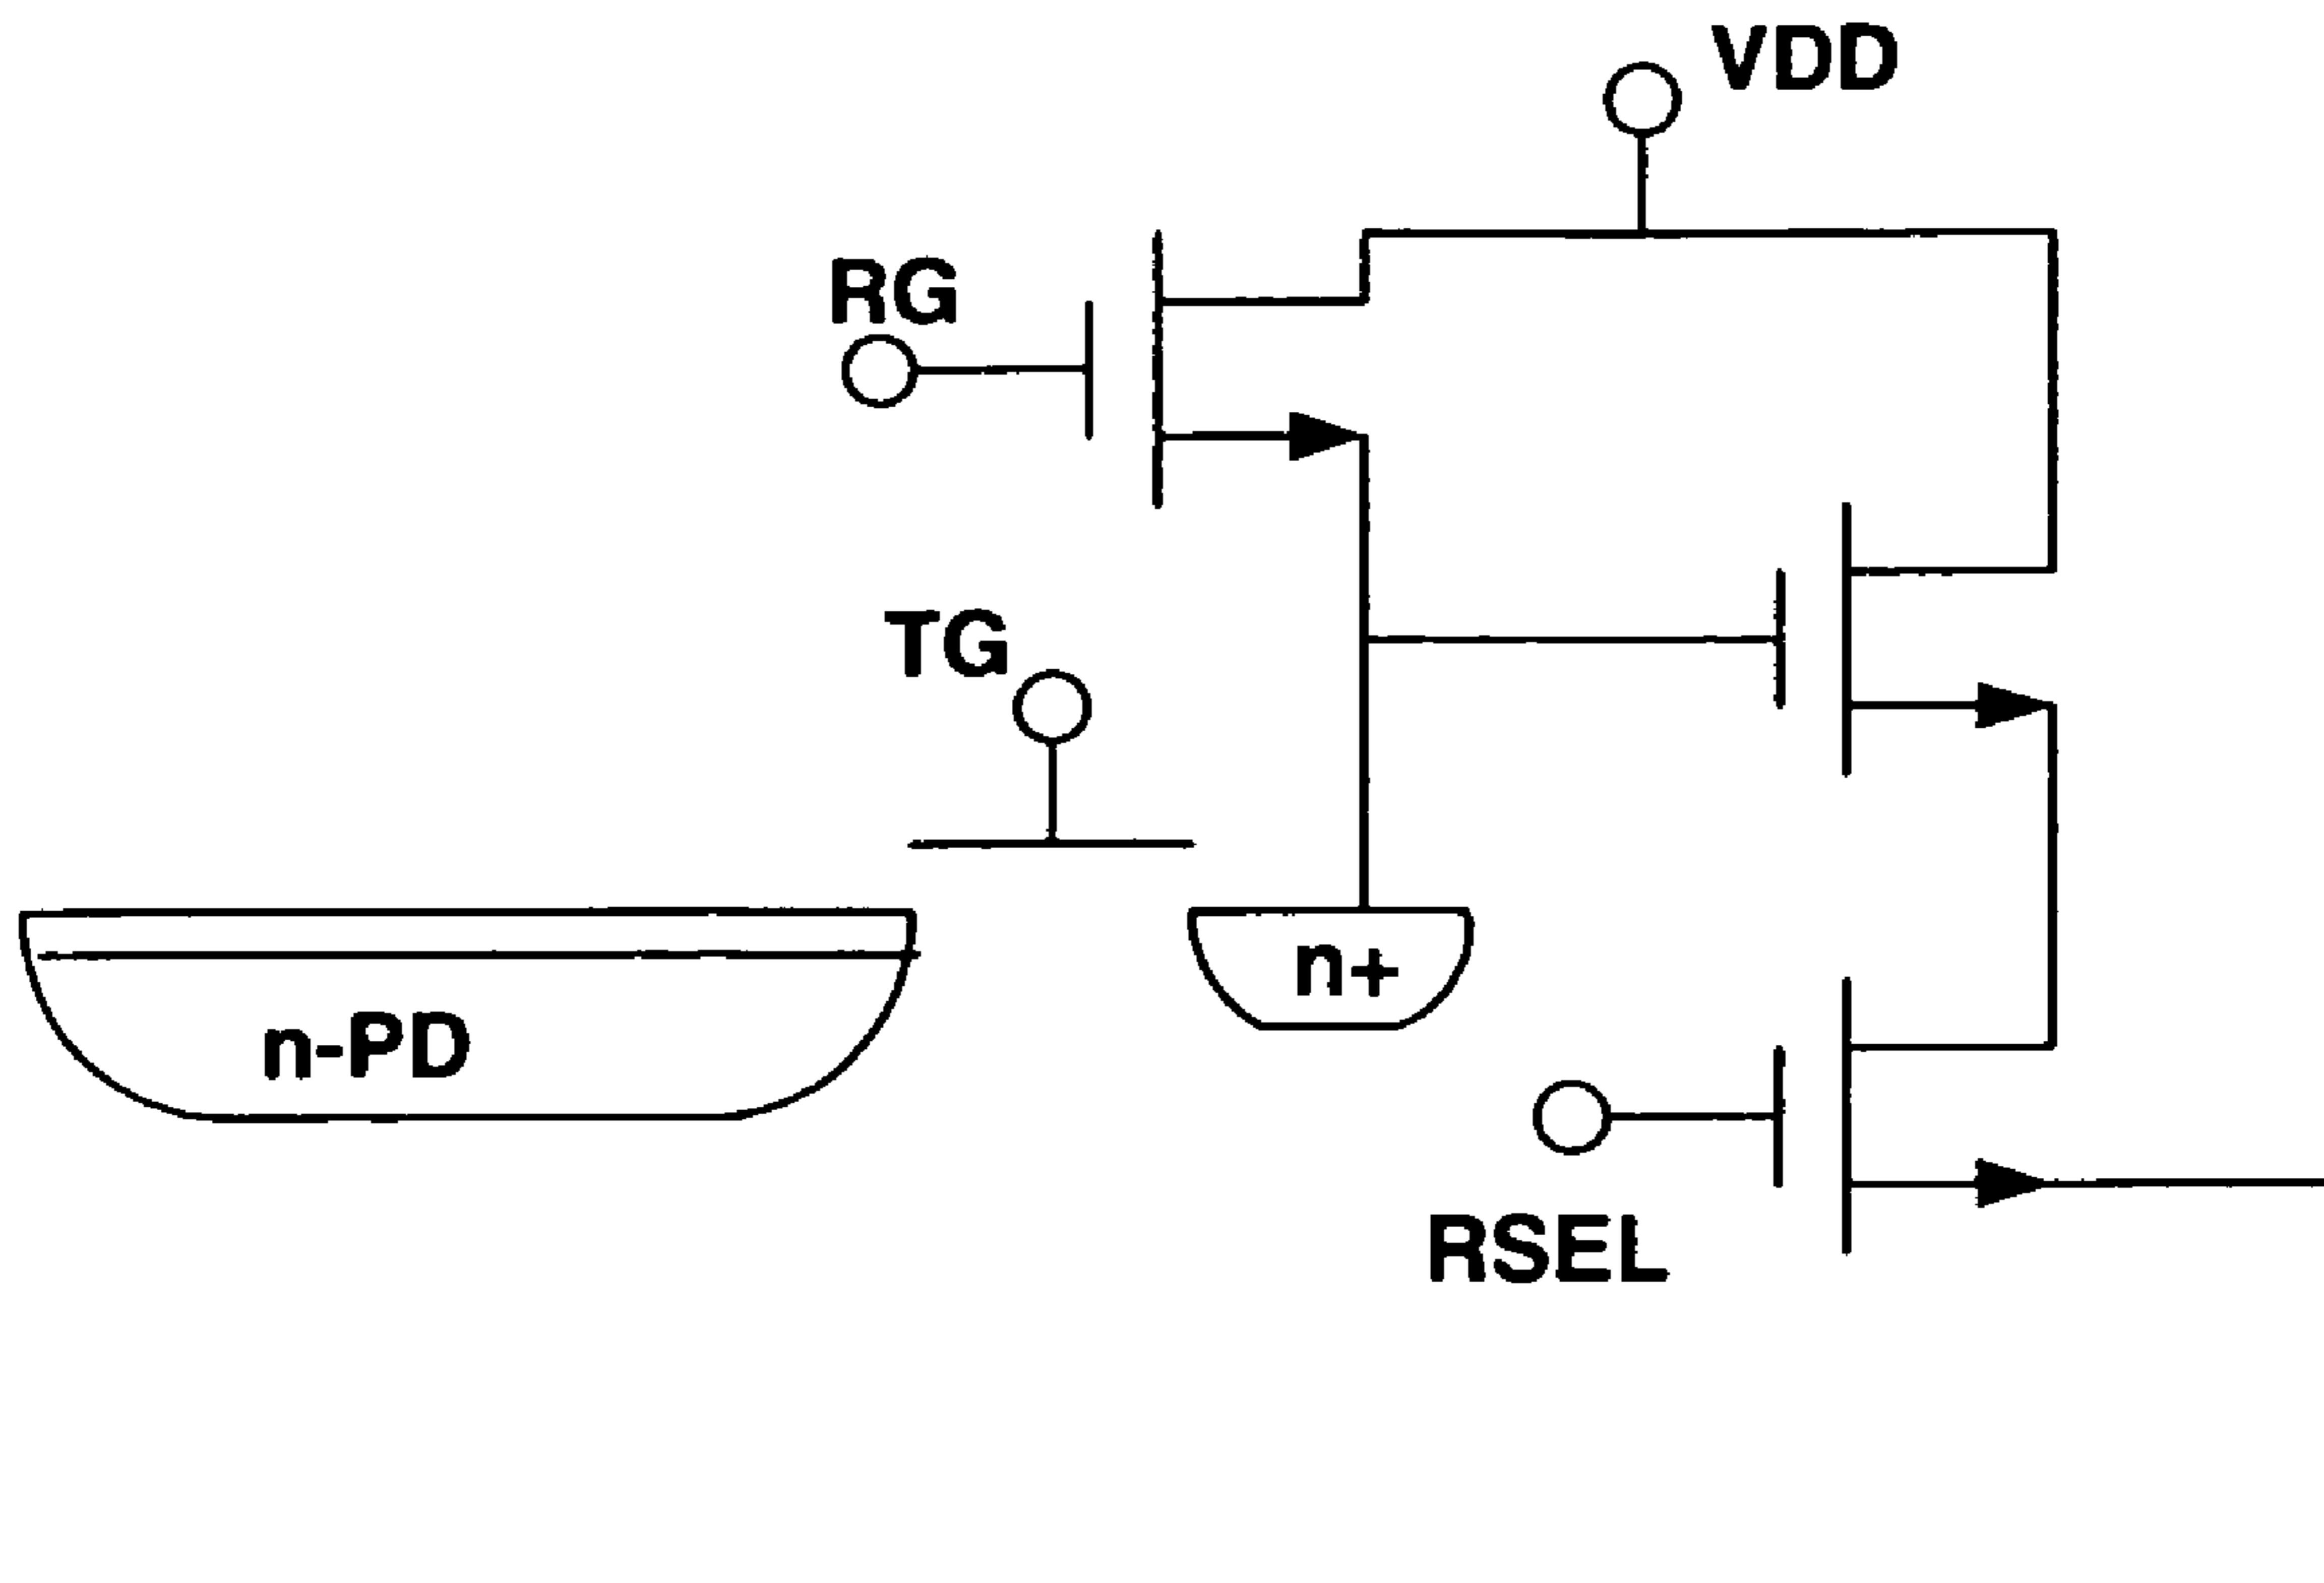 VDD
RG
TG
n+
n-PD
RSEL